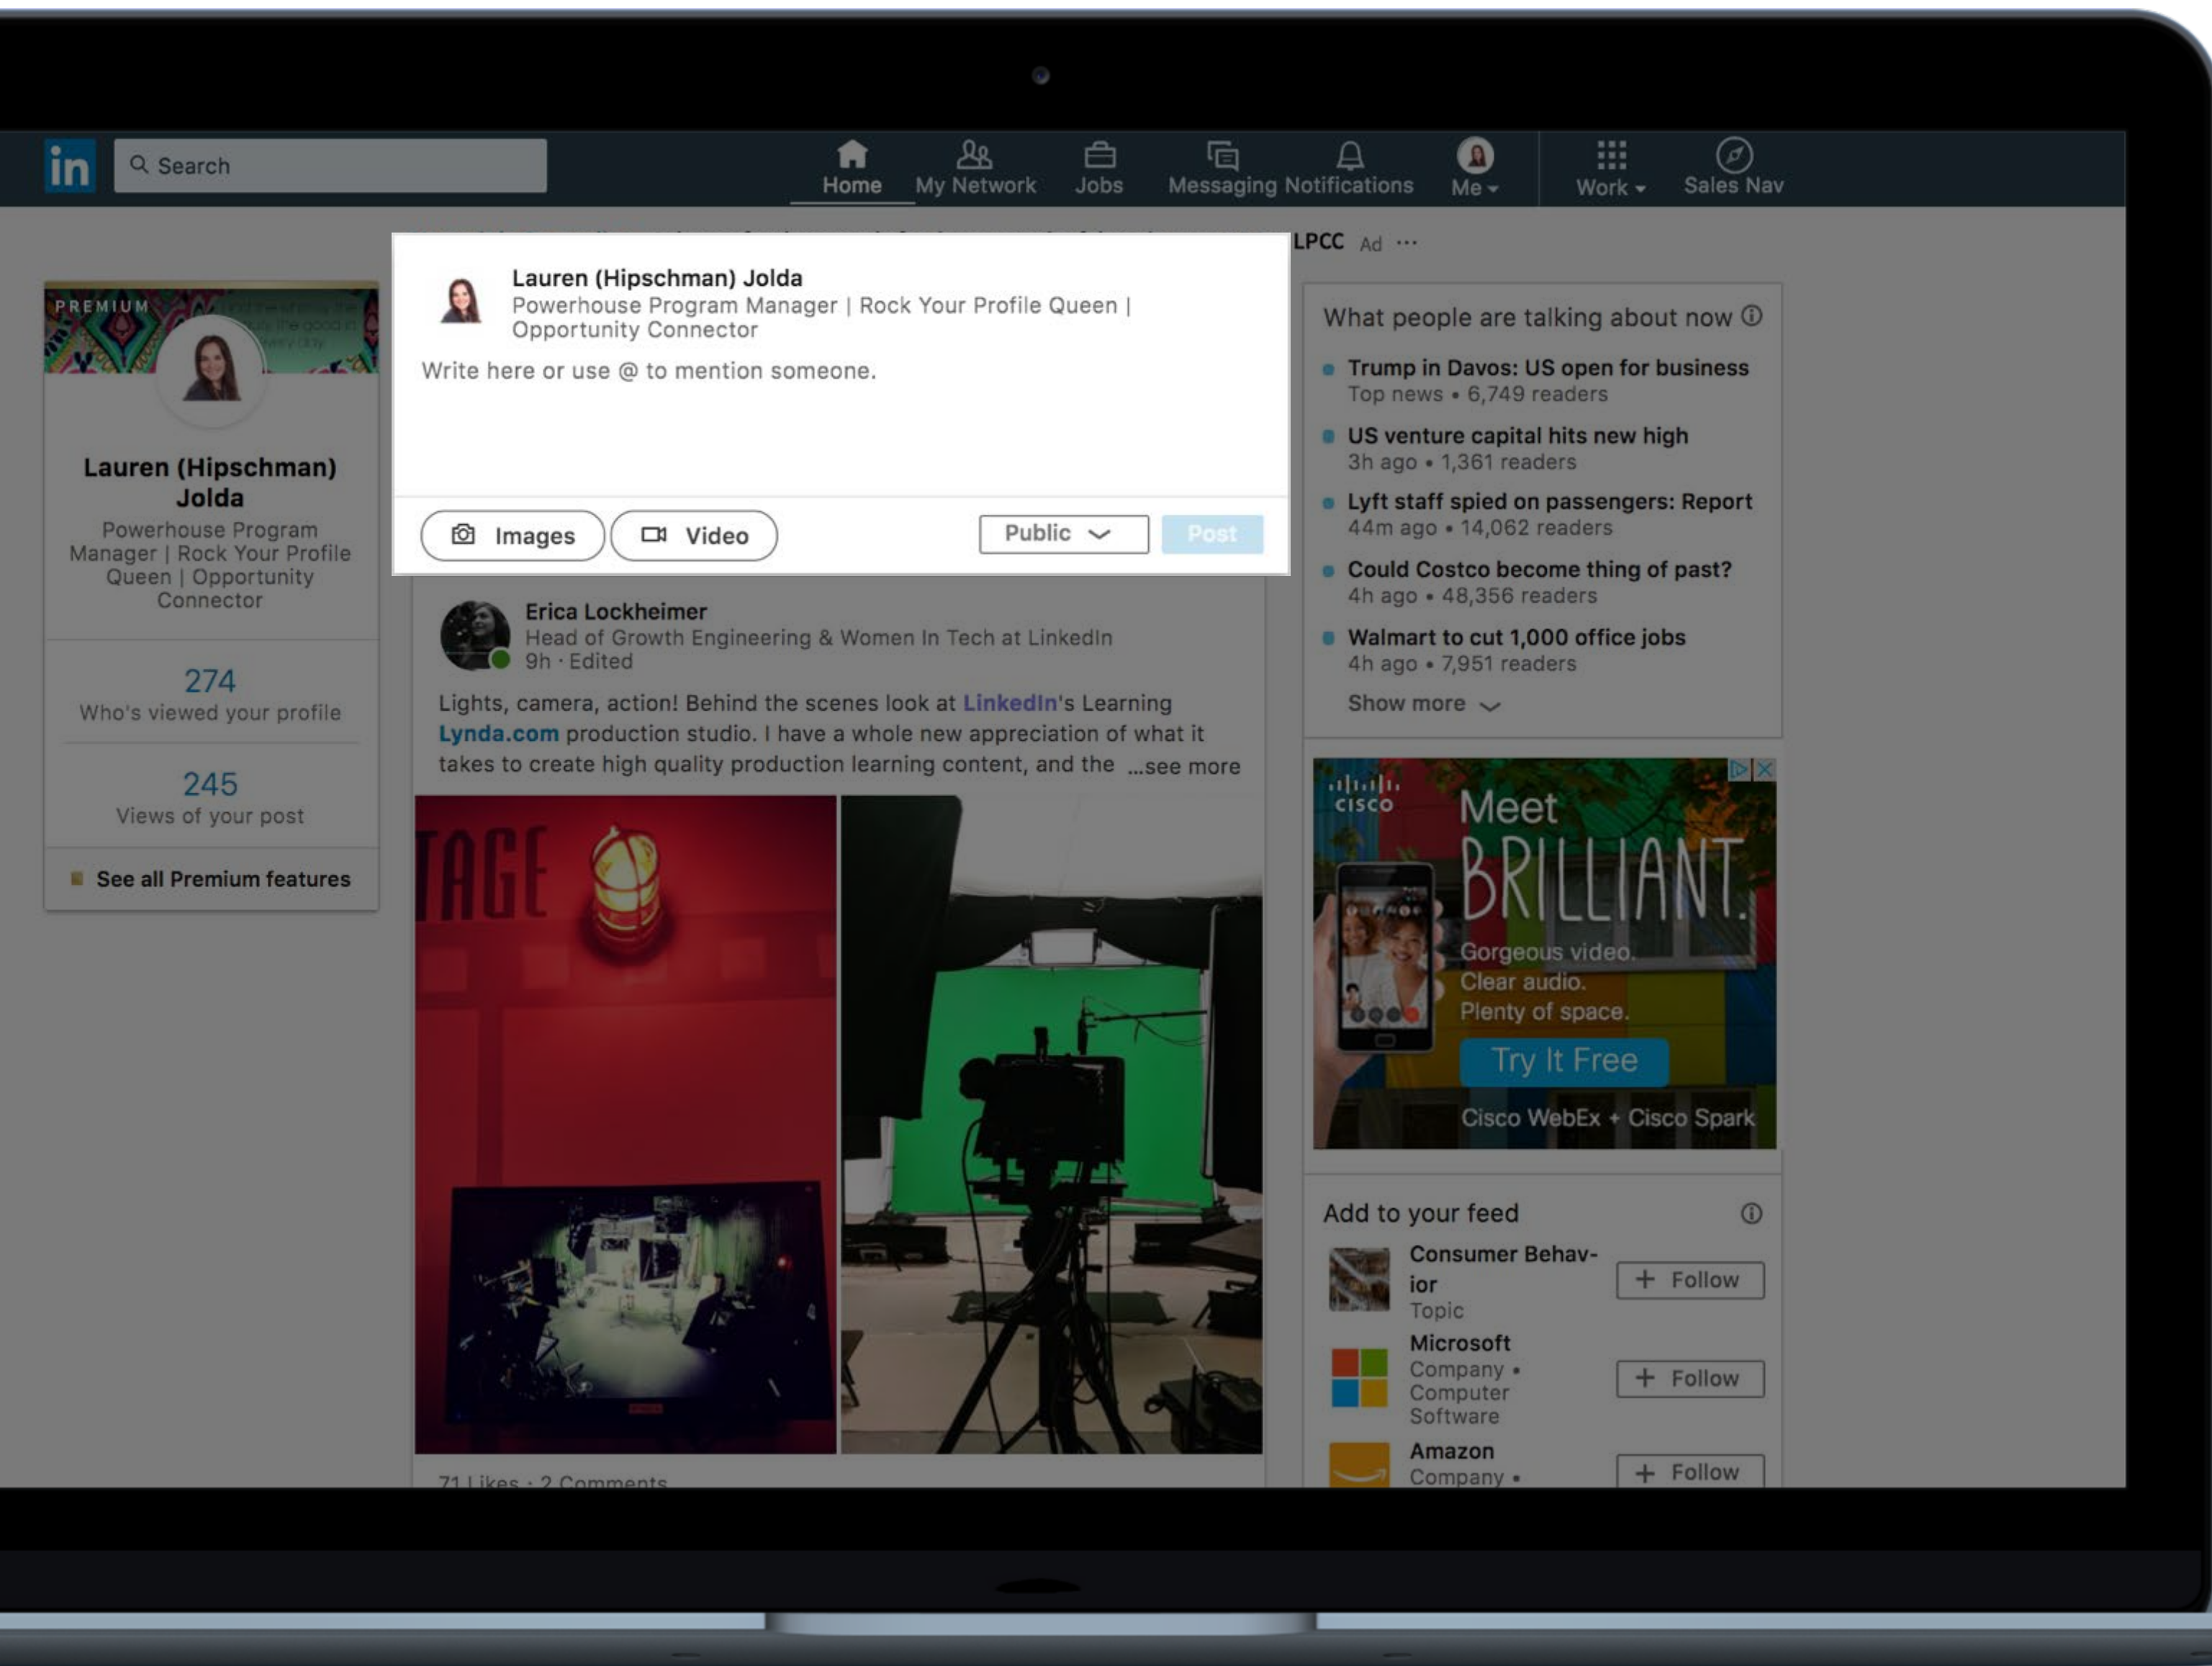 in
Search
Home
My Network
Jobs
Messaging
Notifications
Me
Work
Sales Nav
LPCC Ad ...
PREMIUM
Lauren (Hipschman)
Jolda
Powerhouse Program
Manager | Rock Your Profile
Queen | Opportunity
Connector
274
Who's viewed your profile
245
Views of your post
See all Premium features
Lauren (Hipschman) Jolda
Powerhouse Program Manager | Rock Your Profile Queen |
Opportunity Connector
Write here or use @ to mention someone.
Images
Video
Public
Post
Erica Lockheimer
Head of Growth Engineering & Women In Tech at LinkedIn
9h · Edited
Lights, camera, action! Behind the scenes look at LinkedIn's Learning
Lynda.com production studio. I have a whole new appreciation of what it
takes to create high quality production learning content, and the ...see more
TAGE
71 Likes · 2 Comments
What people are talking about now
Trump in Davos: US open for business
Top news • 6,749 readers
US venture capital hits new high
3h ago • 1,361 readers
Lyft staff spied on passengers: Report
44m ago • 14,062 readers
Could Costco become thing of past?
4h ago • 48,356 readers
Walmart to cut 1,000 office jobs
4h ago • 7,951 readers
Show more
CISCO
Meet
BRILLIANT.
Gorgeous video.
Clear audio.
Plenty of space.
Try It Free
Cisco WebEx + Cisco Spark
Add to your feed
Consumer Behav-
ior
Topic
+ Follow
Microsoft
Company •
Computer
Software
+ Follow
Amazon
Company •
+ Follow